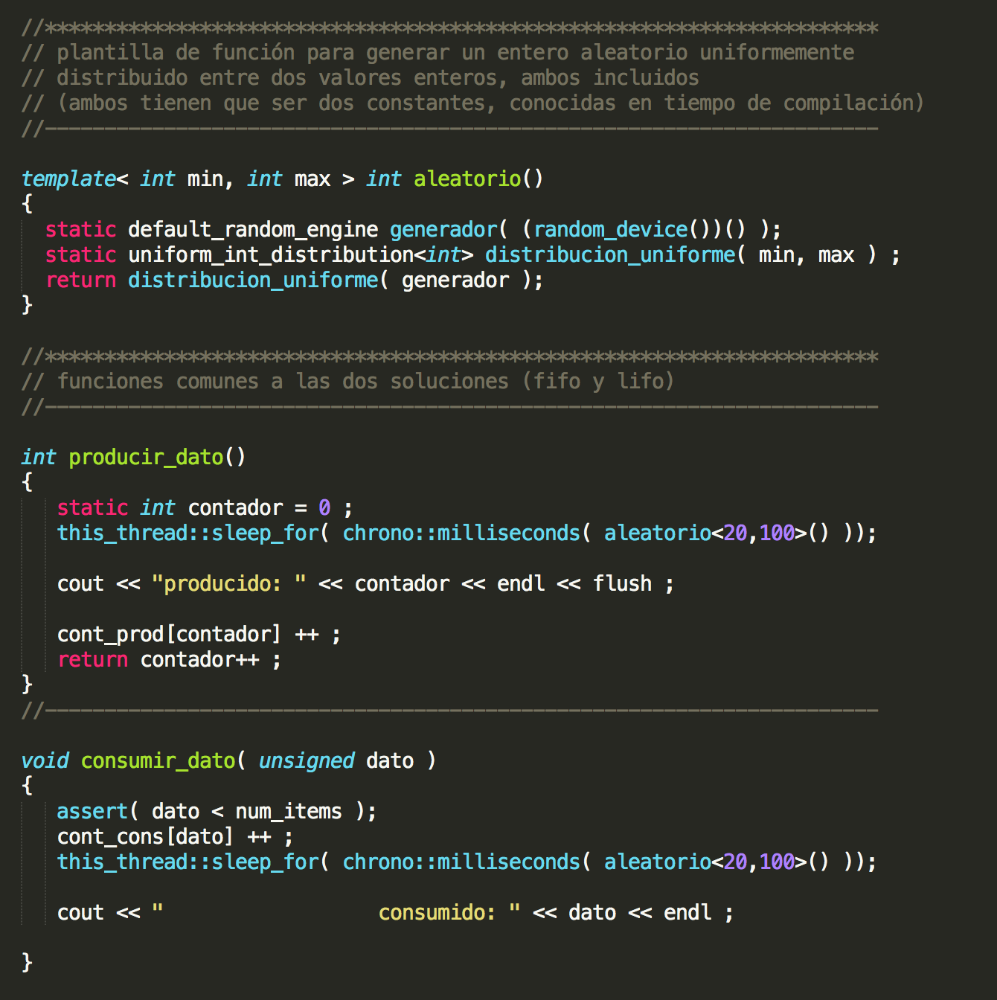 //**********************************************************************
// plantilla de función para generar un entero aleatorio uniformemente
// distribuido entre dos valores enteros, ambos incluidos
// (ambos tienen que ser dos constantes, conocidas en tiempo de compilación)
//----------------------------------------------------------------------
template< int min, int max > int aleatorio()
{
  static default_random_engine generador( (random_device())() );
  static uniform_int_distribution<int> distribucion_uniforme( min, max ) ;
  return distribucion_uniforme( generador );
}
//**********************************************************************
// funciones comunes a las dos soluciones (fifo y lifo)
//----------------------------------------------------------------------
int producir_dato()
{
   static int contador = 0 ;
   this_thread::sleep_for( chrono::milliseconds( aleatorio<20,100>() ));
   cout << "producido: " << contador << endl << flush ;
   cont_prod[contador] ++ ;
   return contador++ ;
}
//----------------------------------------------------------------------
void consumir_dato( unsigned dato )
{
   assert( dato < num_items );
   cont_cons[dato] ++ ;
   this_thread::sleep_for( chrono::milliseconds( aleatorio<20,100>() ));
   cout << "                  consumido: " << dato << endl ;
}